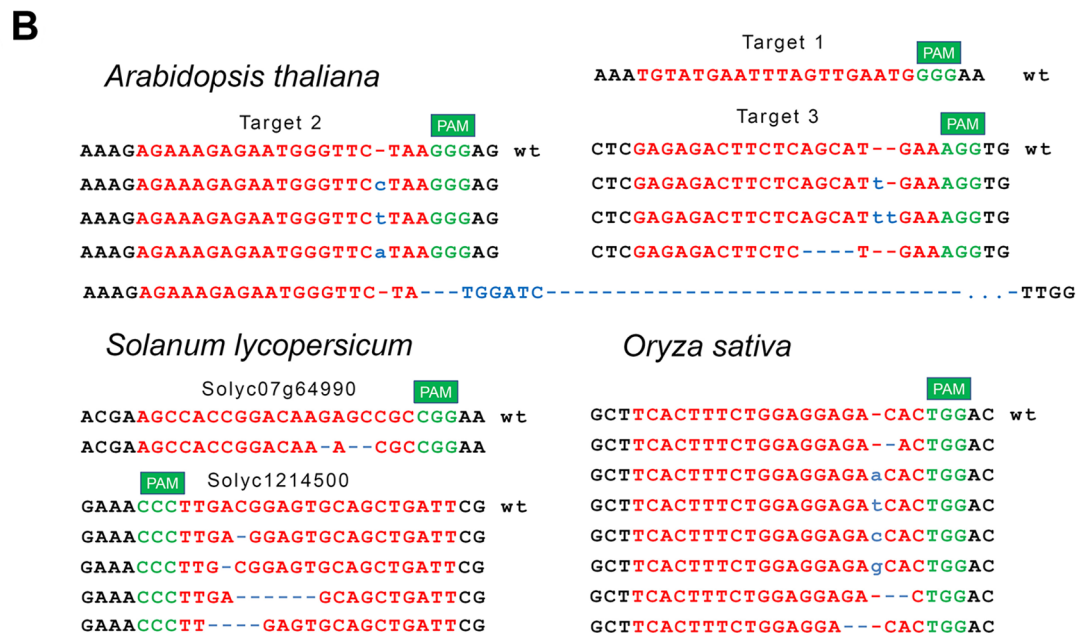 B
Arabidopsis thaliana
Target 2
PAM
AAAGAGAAAGAGAATGGGTTC-TAAGGGAG wt
AAAGAGAAAGAGAATGGGTTCcTAAGGGAG
AAAGAGAAAGAGAATGGGTTCtTAAGGGAG
AAAGAGAAAGAGAATGGGTTCaTAAGGGAG
Target 1
PAM
AAATGTATGAATTTAGTTGAATGGGGAA wt
Target 3
PAM
CTCGAGAGACTTCTCAGCAT--GAAAGGTG wt
CTCGAGAGACTTCTCAGCATt-GAAAGGTG
CTCGAGAGACTTCTCAGCATttGAAAGGTG
CTCGAGAGACTTCTC----T--GAAAGGTG
AAAGAGAAAGAGAATGGGTTC-TA---TGGATC------------------------------...-TTGG
Solanum lycopersicum
Solyc07g64990
PAM
ACGAAGCCACCGGACAAGAGCCGCCGGAA wt
ACGAAGCCACCGGACAA-A--CGCCGGAA
PAM
Solyc1214500
GAAACCCTTGACGGAGTGCAGCTGATTCG wt
GAAACCCTTGA-GGAGTGCAGCTGATTCG
GAAACCCTTG-CGGAGTGCAGCTGATTCG
GAAACCCTTGA------GCAGCTGATTCG
GAAACCCTT----GAGTGCAGCTGATTCG
Oryza sativa
PAM
GCTTCACTTTCTGGAGGAGA-CACTGGAC wt
GCTTCACTTTCTGGAGGAGA--ACTGGAC
GCTTCACTTTCTGGAGGAGAaCACTGGAC
GCTTCACTTTCTGGAGGAGAtCACTGGAC
GCTTCACTTTCTGGAGGAGAcCACTGGAC
GCTTCACTTTCTGGAGGAGAgCACTGGAC
GCTTCACTTTCTGGAGGAGA---CTGGAC
GCTTCACTTTCTGGAGGA---CACTGGAC